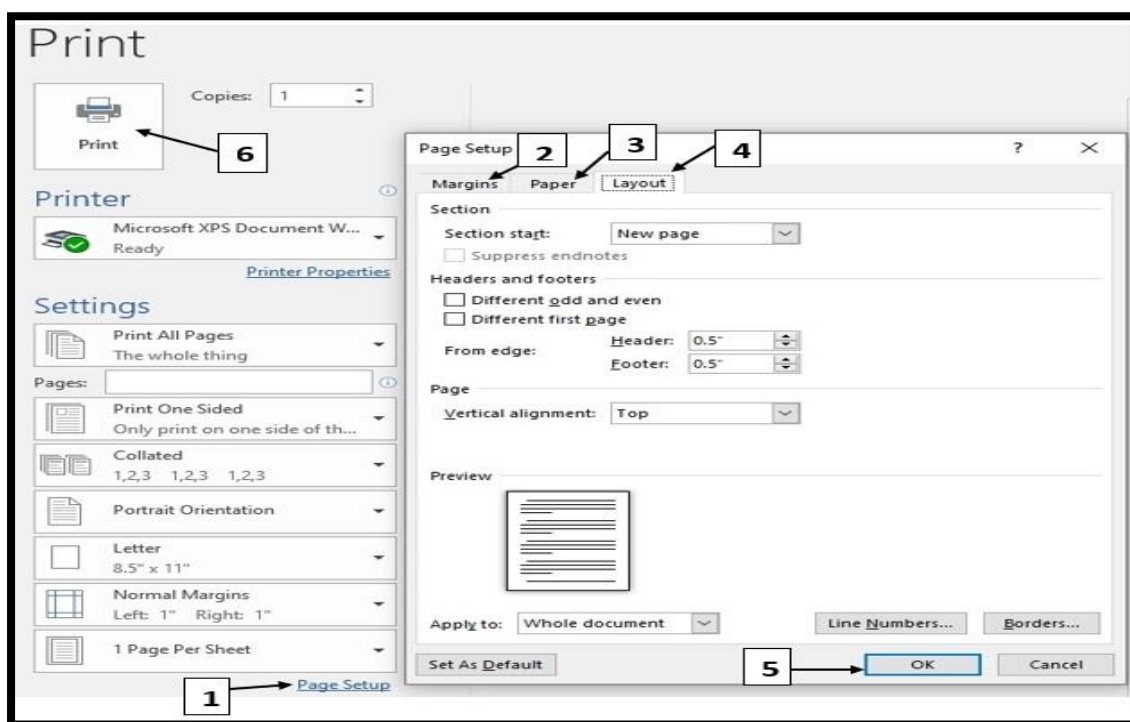 Print
Copies: 1
Print
6
Printer
Microsoft XPS Document W...
Ready
Printer Properties
Settings
Print All Pages
The whole thing
Pages:
Print One Sided
Only print on one side of th...
Collated
1,2,3 1,2,3 1,2,3
Portrait Orientation
Letter
8.5" x 11"
Normal Margins
Left: 1" Right: 1"
1 Page Per Sheet
1
Page Setup
Page Setup
2
3
4
? ×
Margins Paper Layout
Section
Section start: New page
Suppress endnotes
Headers and footers
Different odd and even
Different first page
From edge:
Header: 0.5"
Footer: 0.5"
Page
Vertical alignment: Top
Preview
Apply to: Whole document
Line Numbers... Borders...
Set As Default
5
OK Cancel